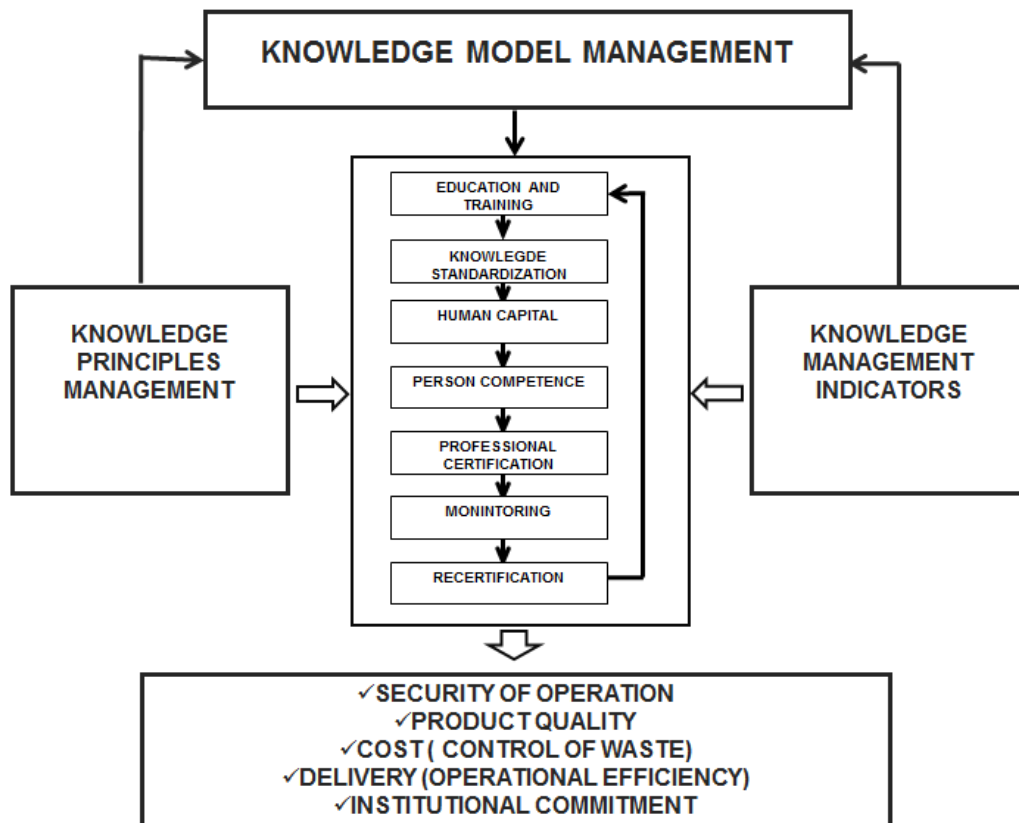 KNOWLEDGE MODEL MANAGEMENT
EDUCATION AND
TRAINING
KNOWLEGDE
STANDARDIZATION
HUMAN CAPITAL
PERSON COMPETENCE
PROFESSIONAL
CERTIFICATION
MONINTORING
RECERTIFICATION
KNOWLEDGE
PRINCIPLES
MANAGEMENT
KNOWLEDGE
MANAGEMENT
INDICATORS
✓SECURITY OF OPERATION
✓PRODUCT QUALITY
✓COST ( CONTROL OF WASTE)
✓DELIVERY (OPERATIONAL EFFICIENCY)
✓INSTITUTIONAL COMMITMENT